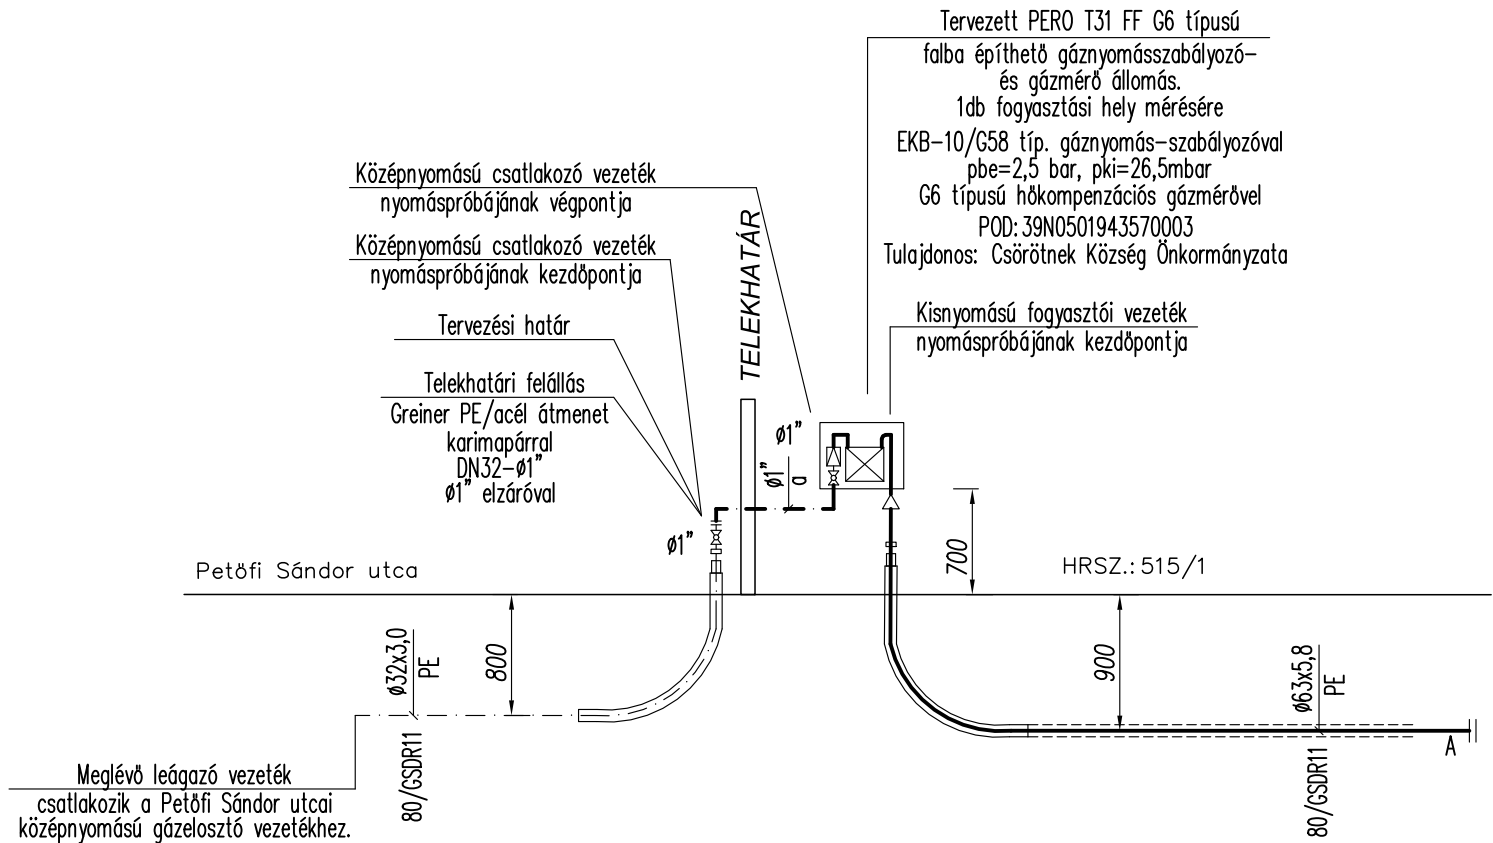 Tervezett PERO T31 FF G6 típusú
falba építhető gáznyomásszabályozó-
és gázmérő állomás.
1db fogyasztási hely mérésére
EKB-10/G58 típ. gáznyomás-szabályozóval
pbe=2,5 bar, pki=26,5mbar
G6 típusú hőkompenzációs gázmérővel
POD: 39N0501943570003
Tulajdonos: Csörötnek Község Önkormányzata
Középnyomású csatlakozó vezeték
nyomáspróbájának végpontja
Középnyomású csatlakozó vezeték
nyomáspróbájának kezdőpontja
Tervezési határ
Telekhatári felállás
Greiner PE/acél átmenet
karimapárral
DN32-ø1"
ø1" elzáróval
TELEKHATÁR
Kisnyomású fogyasztói vezeték
nyomáspróbájának kezdőpontja
ø1"
ø1"
a
ø1"
700
Petőfi Sándor utca
HRSZ.: 515/1
800
900
ø32x3,0
PE
80/GSDR11
ø63x5,8
PE
80/GSDR11
A
Meglévő leágazó vezeték
csatlakozik a Petőfi Sándor utcai
középnyomású gázelosztó vezetékhez.